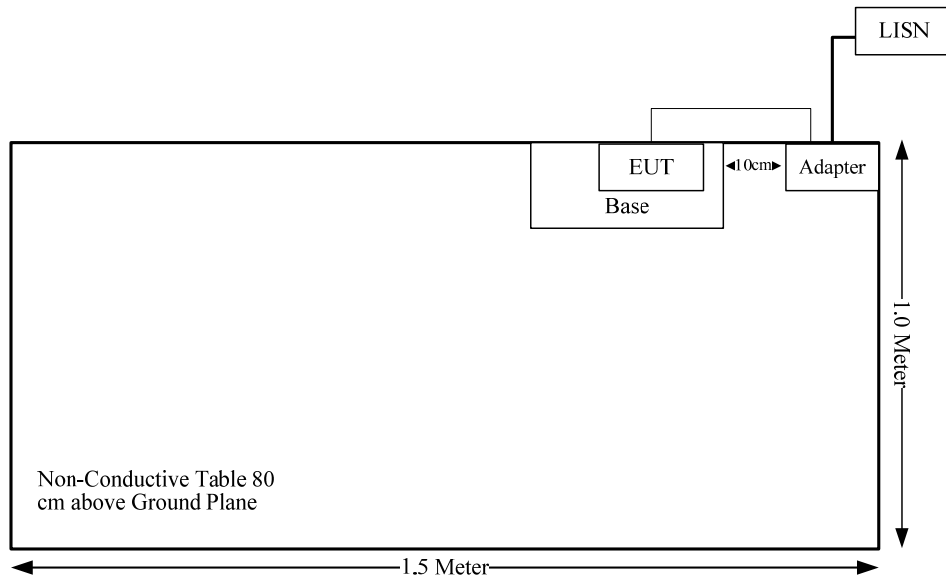 LISN
EUT
10cm
Adapter
Base
1.0 Meter
Non-Conductive Table 80
cm above Ground Plane
1.5 Meter